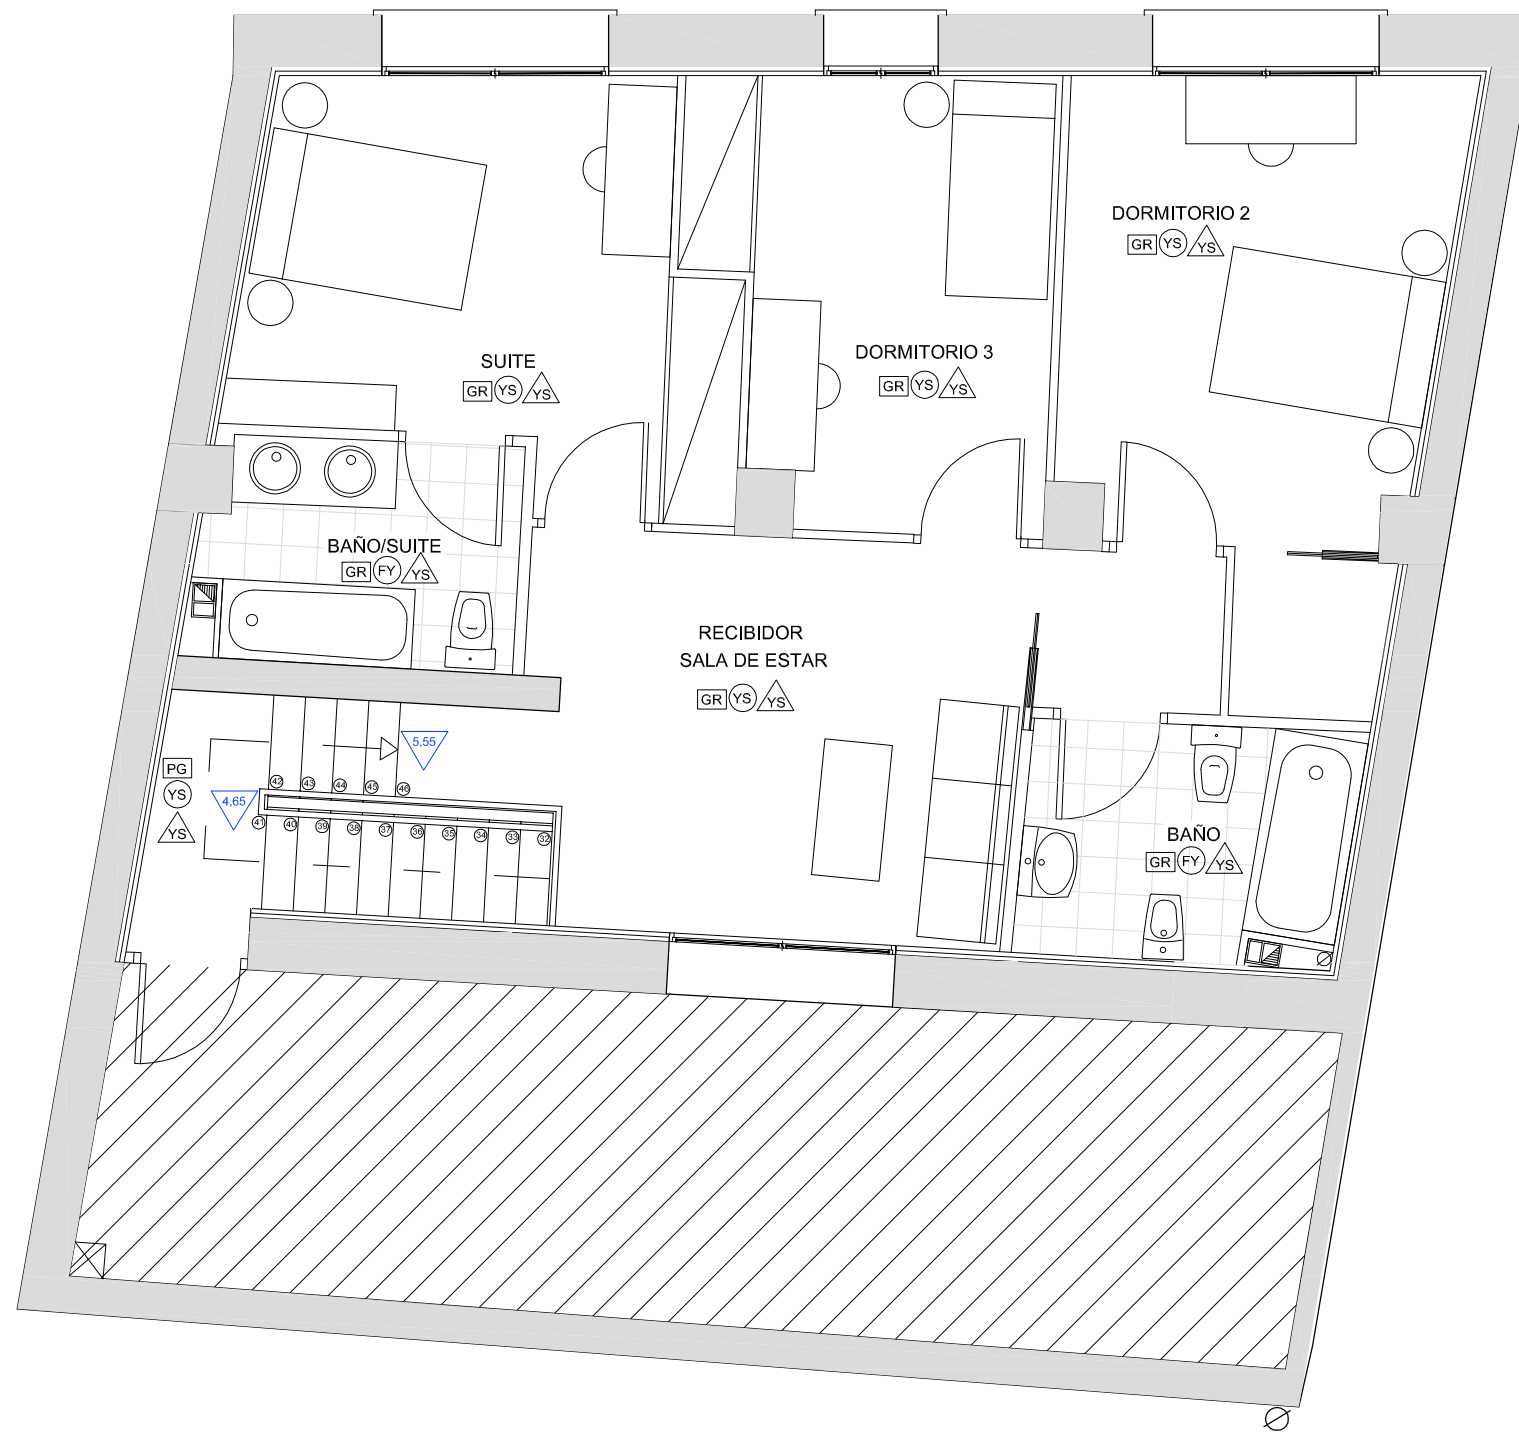 DORMITORIO 2
GR YS YS
SUITE
GR YS YS
DORMITORIO 3
GR YS YS
BAÑO/SUITE
GR FY YS
RECIBIDOR
SALA DE ESTAR
GR YS YS
5,55
PG
YS
YS
4,65
42 43 44 45 46
41 40 39 38 37 36 35 34 33 32
BAÑO
GR FY YS